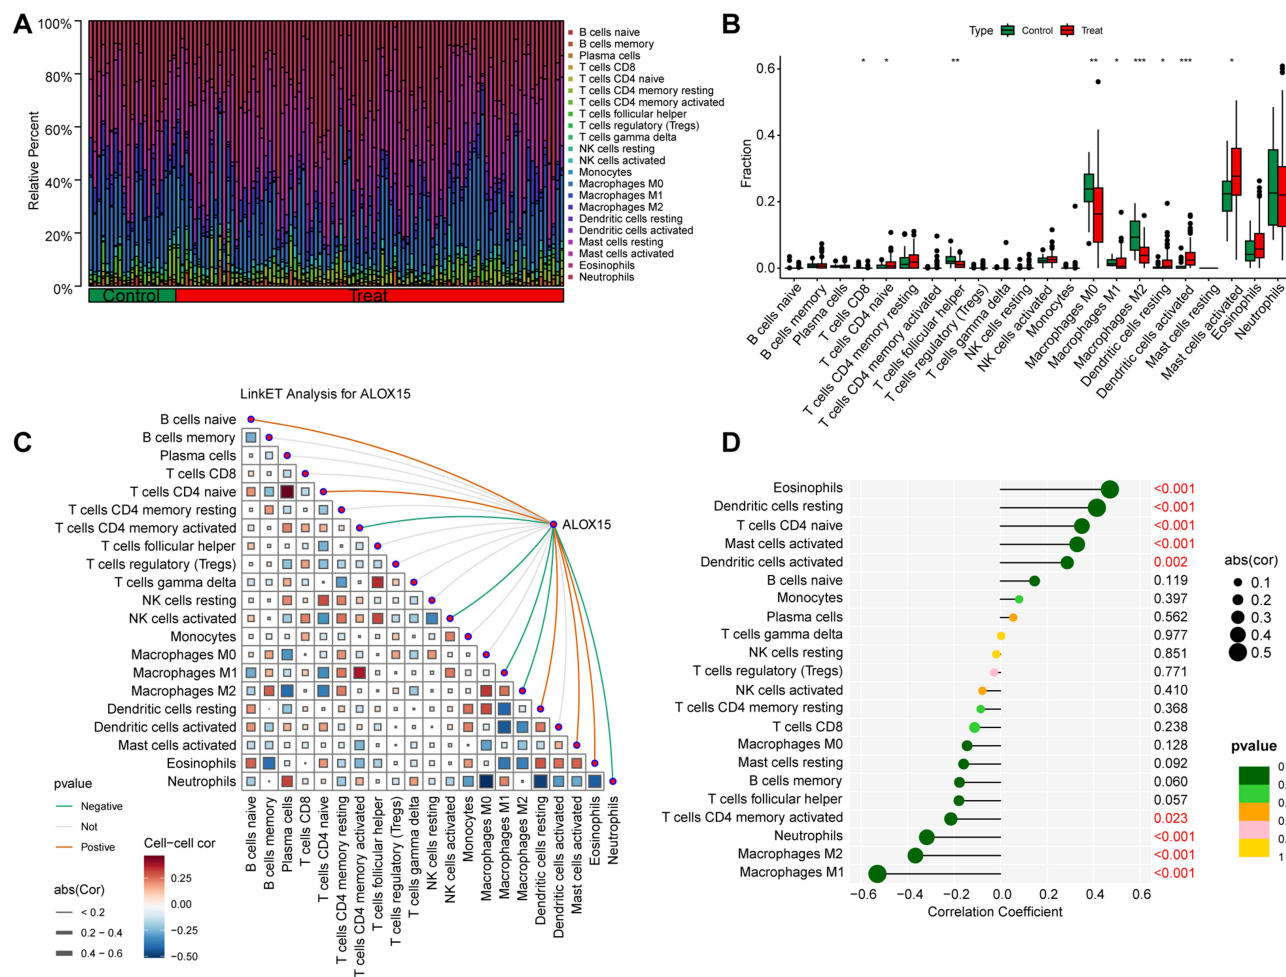 A
Relative Percent
100%
80%
60%
40%
20%
0%
Control
Treat
B cells naive
B cells memory
Plasma cells
T cells CD8
T cells CD4 naive
T cells CD4 memory resting
T cells CD4 memory activated
T cells follicular helper
T cells regulatory (Tregs)
T cells gamma delta
NK cells resting
NK cells activated
Monocytes
Macrophages M0
Macrophages M1
Macrophages M2
Dendritic cells resting
Dendritic cells activated
Mast cells resting
Mast cells activated
Eosinophils
Neutrophils
B
Type Control Treat
Fraction
0.6
0.4
0.2
0.0
* * ** ** * *** * *** *
B cells naive
B cells memory
Plasma cells
T cells CD8
T cells CD4 naive
T cells CD4 memory resting
T cells CD4 memory activated
T cells follicular helper
T cells regulatory (Tregs)
T cells gamma delta
NK cells resting
NK cells activated
Monocytes
Macrophages M0
Macrophages M1
Macrophages M2
Dendritic cells resting
Dendritic cells activated
Mast cells resting
Mast cells activated
Eosinophils
Neutrophils
C
LinkET Analysis for ALOX15
B cells naive
B cells memory
Plasma cells
T cells CD8
T cells CD4 naive
T cells CD4 memory resting
T cells CD4 memory activated
T cells follicular helper
T cells regulatory (Tregs)
T cells gamma delta
NK cells resting
NK cells activated
Monocytes
Macrophages M0
Macrophages M1
Macrophages M2
Dendritic cells resting
Dendritic cells activated
Mast cells activated
Eosinophils
Neutrophils
ALOX15
B cells naive
B cells memory
Plasma cells
T cells CD8
T cells CD4 naive
T cells CD4 memory resting
T cells CD4 memory activated
T cells follicular helper
T cells regulatory (Tregs)
T cells gamma delta
NK cells resting
NK cells activated
Monocytes
Macrophages M0
Macrophages M1
Macrophages M2
Dendritic cells resting
Dendritic cells activated
Mast cells activated
Eosinophils
Neutrophils
pvalue
Negative
Not
Postive
abs(Cor)
< 0.2
0.2 - 0.4
0.4 - 0.6
Cell-cell cor
0.25
0.00
-0.25
-0.50
D
Eosinophils <0.001
Dendritic cells resting <0.001
T cells CD4 naive <0.001
Mast cells activated <0.001
Dendritic cells activated 0.002
B cells naive 0.119
Monocytes 0.397
Plasma cells 0.562
T cells gamma delta 0.977
NK cells resting 0.851
T cells regulatory (Tregs) 0.771
NK cells activated 0.410
T cells CD4 memory resting 0.368
T cells CD8 0.238
Macrophages M0 0.128
Mast cells resting 0.092
B cells memory 0.060
T cells follicular helper 0.057
T cells CD4 memory activated 0.023
Neutrophils <0.001
Macrophages M2 <0.001
Macrophages M1 <0.001
−0.6 −0.4 −0.2 0.0 0.2 0.4 0.6
Correlation Coefficient
abs(cor)
0.1
0.2
0.3
0.4
0.5
pvalue
0
1